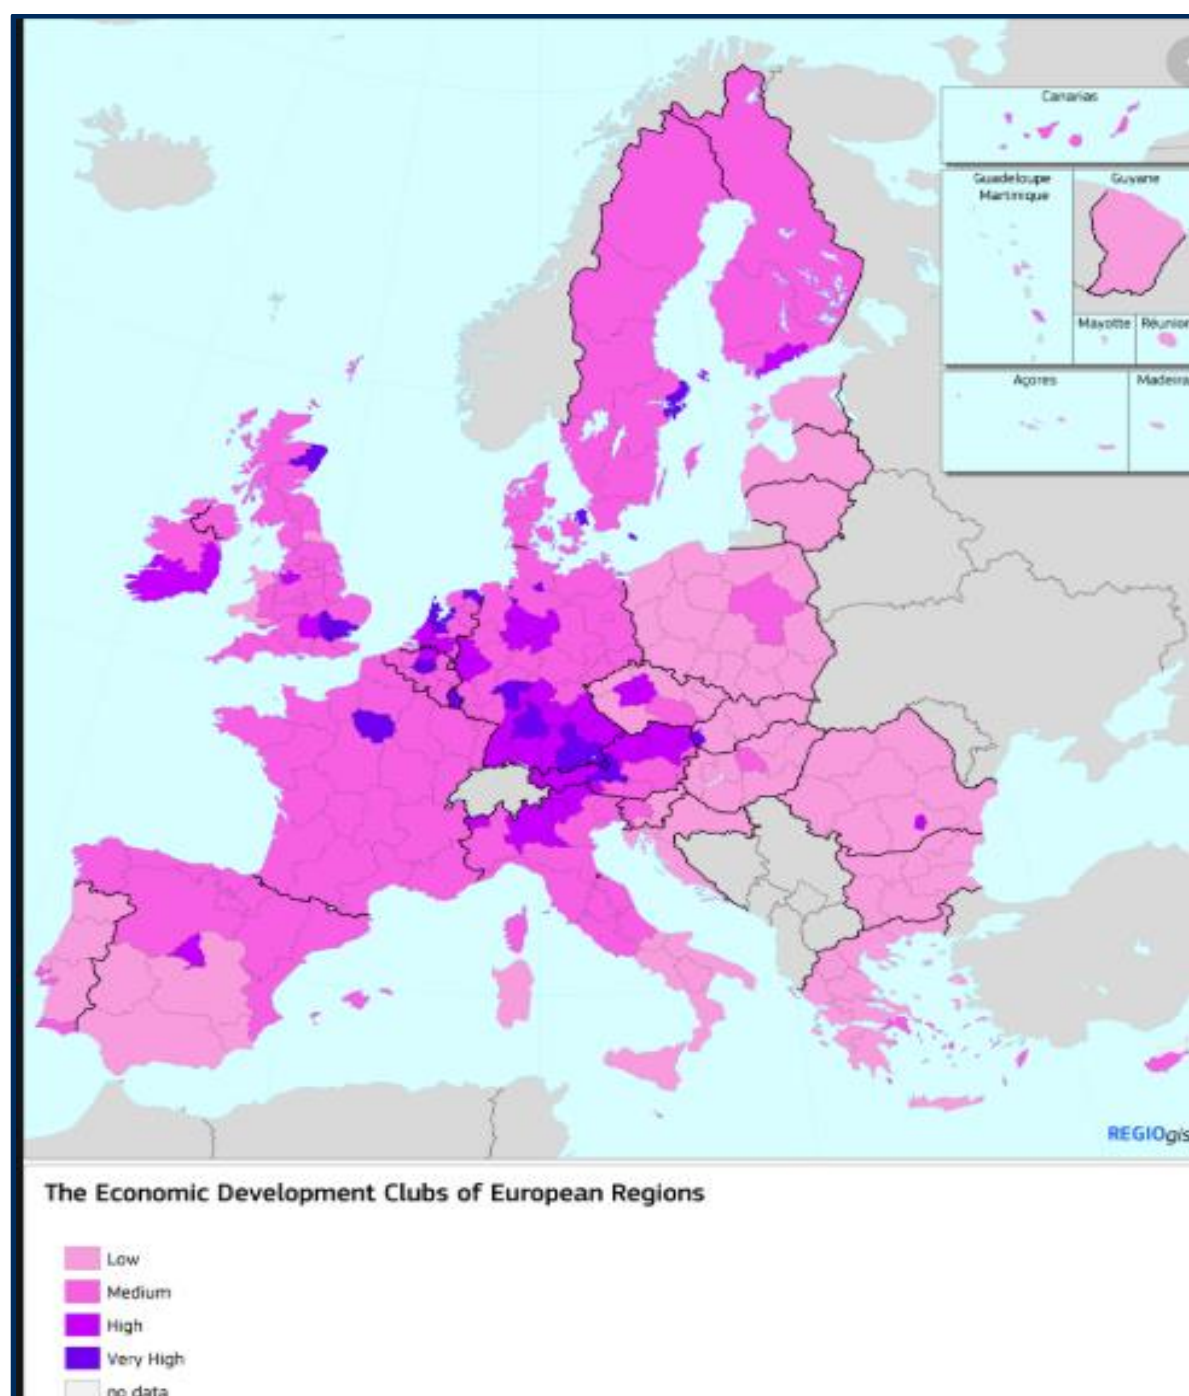 Canarias
Guadeloupe
Martinique
Guyane
Mayotte
Réunion
Açores
Madeira
REGIOgis
The Economic Development Clubs of European Regions
Low
Medium
High
Very High
no data